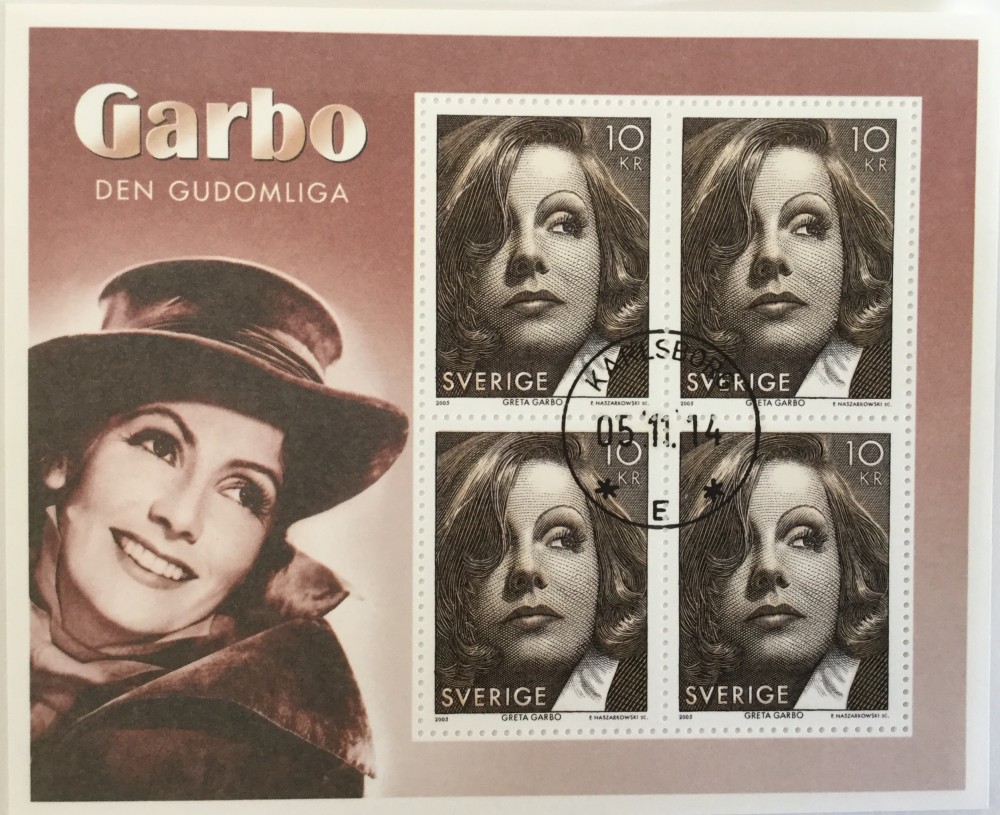 Garbo
DEN GUDOMLIGA
10
KR
SVERIGE
2005 GRETA GARBO P. NASZARKOWSKI SC.
10
KR
SVERIGE
2005 GRETA GARBO P. NASZARKOWSKI SC.
KARLSBORG
05 11. 14
* E *
10
KR
SVERIGE
2005 GRETA GARBO P. NASZARKOWSKI SC.
10
KR
SVERIGE
2005 GRETA GARBO P. NASZARKOWSKI SC.